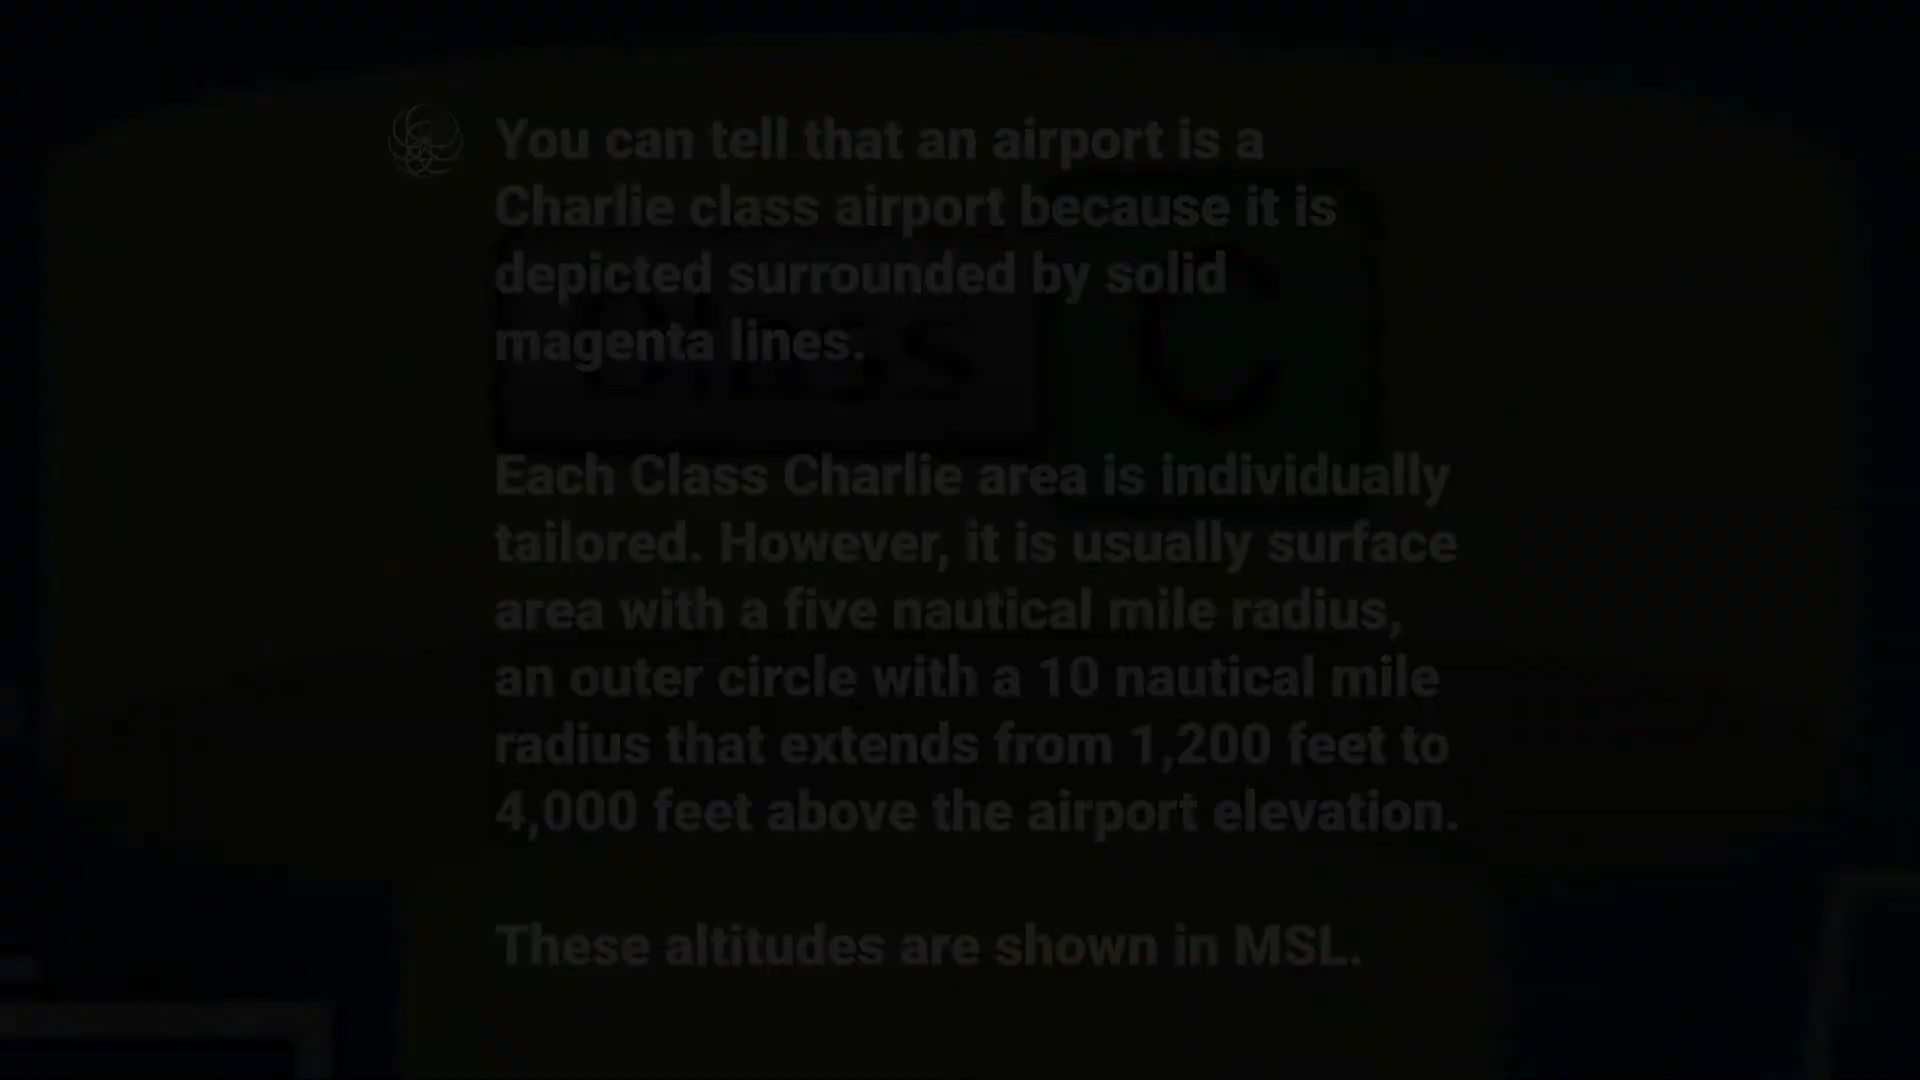 You can tell that an airport is a
Charlie class airport because it is
depicted surrounded by solid
magenta lines.
Class C
Each Class Charlie area is individually
tailored. However, it is usually surface
area with a five nautical mile radius,
an outer circle with a 10 nautical mile
radius that extends from 1,200 feet to
4,000 feet above the airport elevation.
These altitudes are shown in MSL.